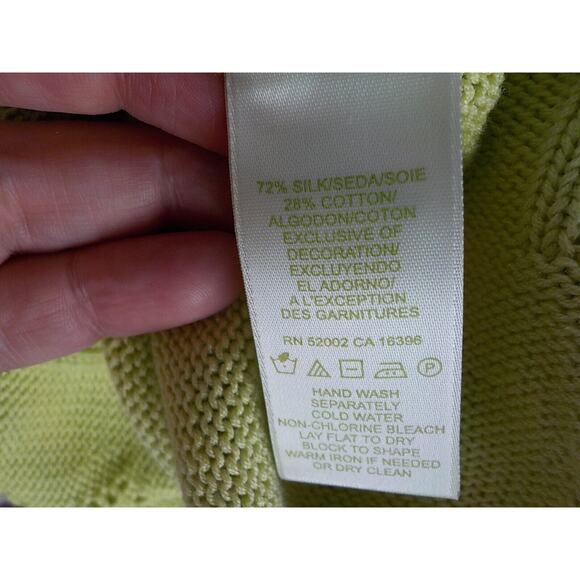 72% SILK/SEDA/SOIE
28% COTTON/
ALGODON/COTON
EXCLUSIVE OF
DECORATION/
EXCLUYENDO
EL ADORNO/
A L'EXCEPTION
DES GARNITURES
RN 52002 CA 16396
P
HAND WASH
SEPARATELY
COLD WATER
NON-CHLORINE BLEACH
LAY FLAT TO DRY
BLOCK TO SHAPE
WARM IRON IF NEEDED
OR DRY CLEAN